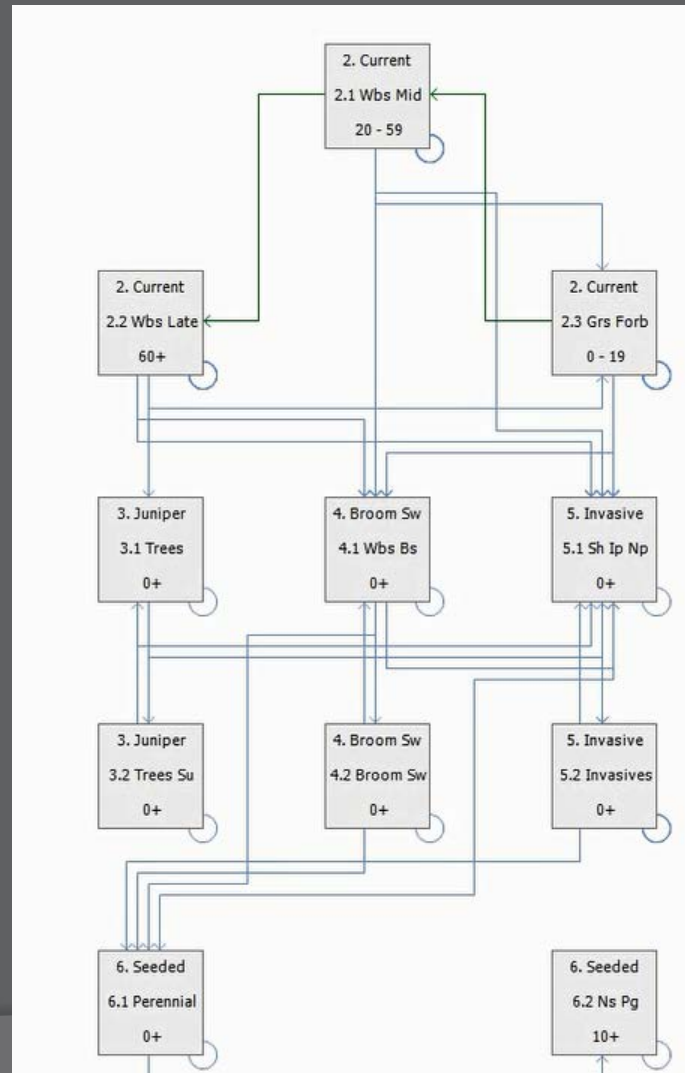 2. Current
2.1 Wbs Mid
20 - 59
2. Current
2.2 Wbs Late
60+
2. Current
2.3 Grs Forb
0 - 19
3. Juniper
3.1 Trees
0+
4. Broom Sw
4.1 Wbs Bs
0+
5. Invasive
5.1 Sh Ip Np
0+
3. Juniper
3.2 Trees Su
0+
4. Broom Sw
4.2 Broom Sw
0+
5. Invasive
5.2 Invasives
0+
6. Seeded
6.1 Perennial
0+
6. Seeded
6.2 Ns Pg
10+